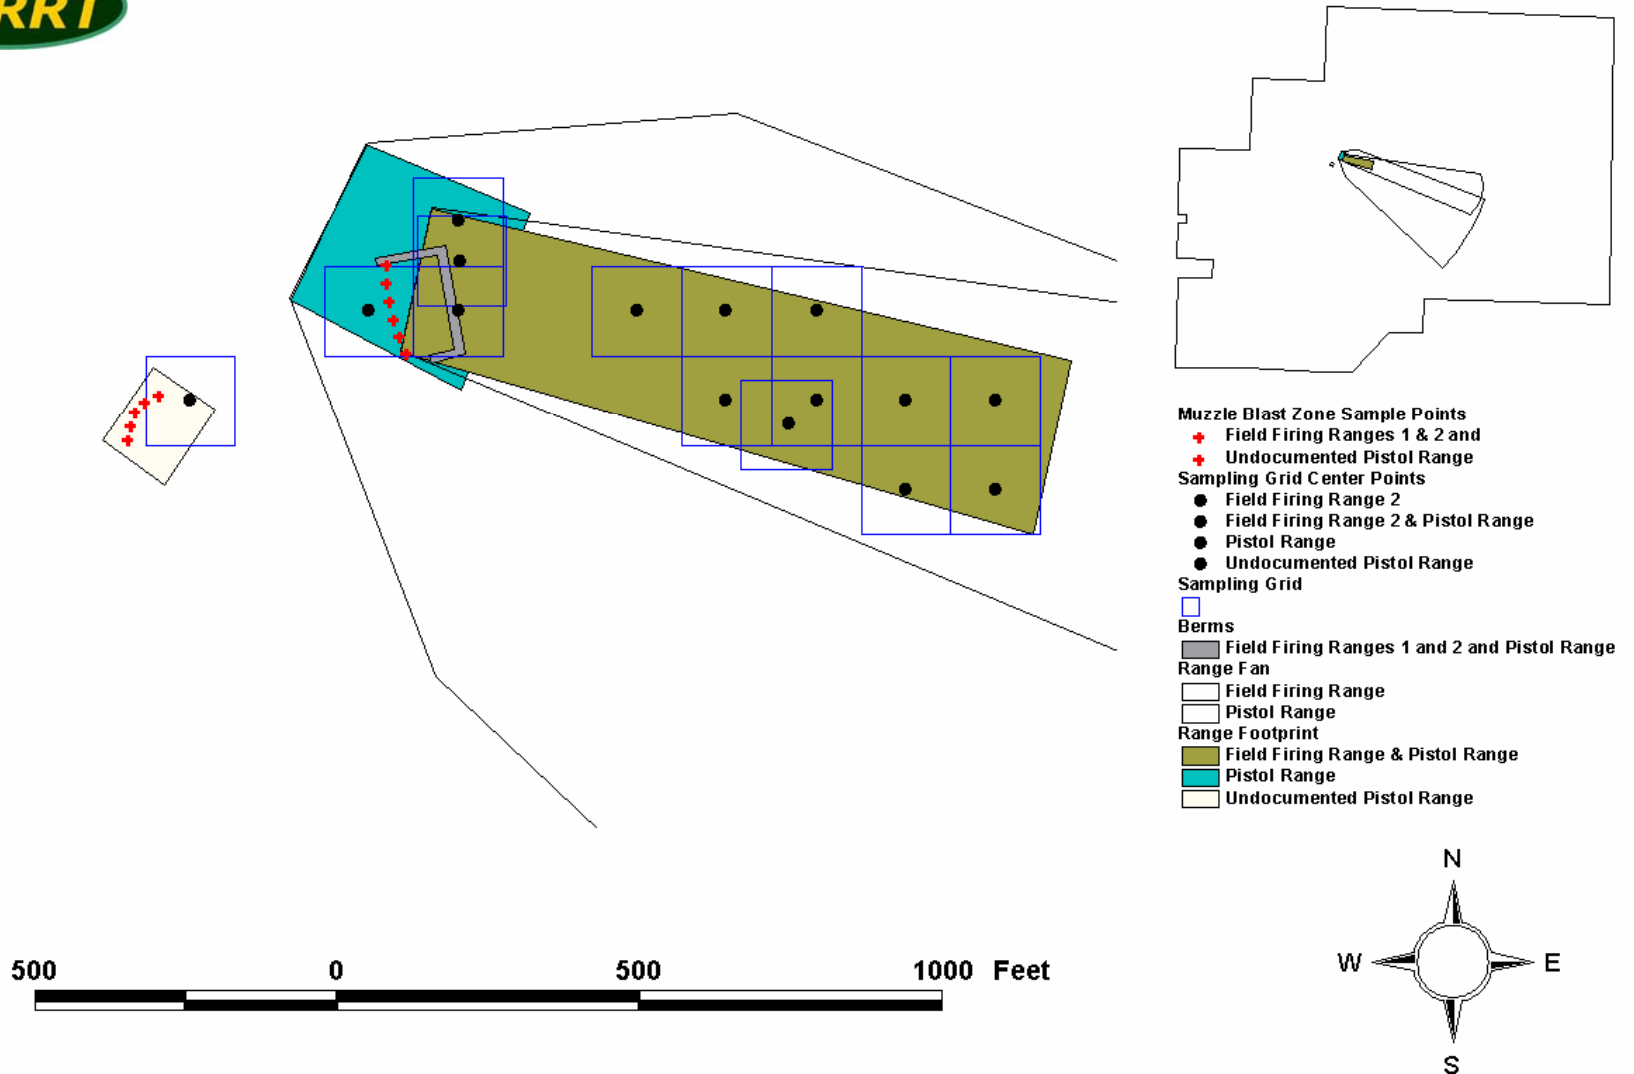 RRT
Muzzle Blast Zone Sample Points
Field Firing Ranges 1 & 2 and
Undocumented Pistol Range
Sampling Grid Center Points
Field Firing Range 2
Field Firing Range 2 & Pistol Range
Pistol Range
Undocumented Pistol Range
Sampling Grid
Berms
Field Firing Ranges 1 and 2 and Pistol Range
Range Fan
Field Firing Range
Pistol Range
Range Footprint
Field Firing Range & Pistol Range
Pistol Range
Undocumented Pistol Range
N
W E
S
500 0 500 1000 Feet